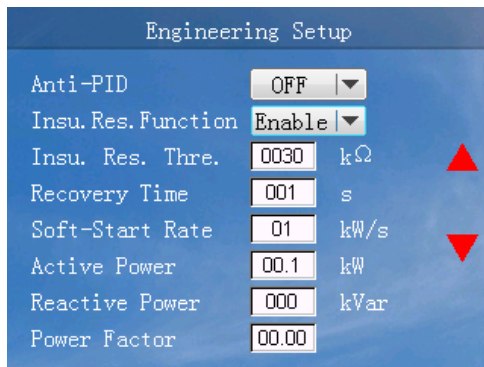 Engineering Setup
Anti-PID OFF
Insu.Res.Function Enable
Insu. Res. Thre. 0030 kΩ
Recovery Time 001 s
Soft-Start Rate 01 kW/s
Active Power 00.1 kW
Reactive Power 000 kVar
Power Factor 00.00